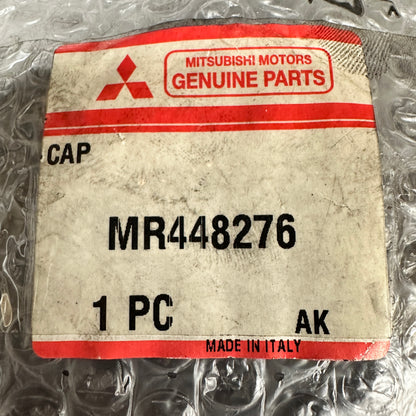 MITSUBISHI MOTORS
GENUINE PARTS
CAP
MR448276
1 PC AK
MADE IN ITALY